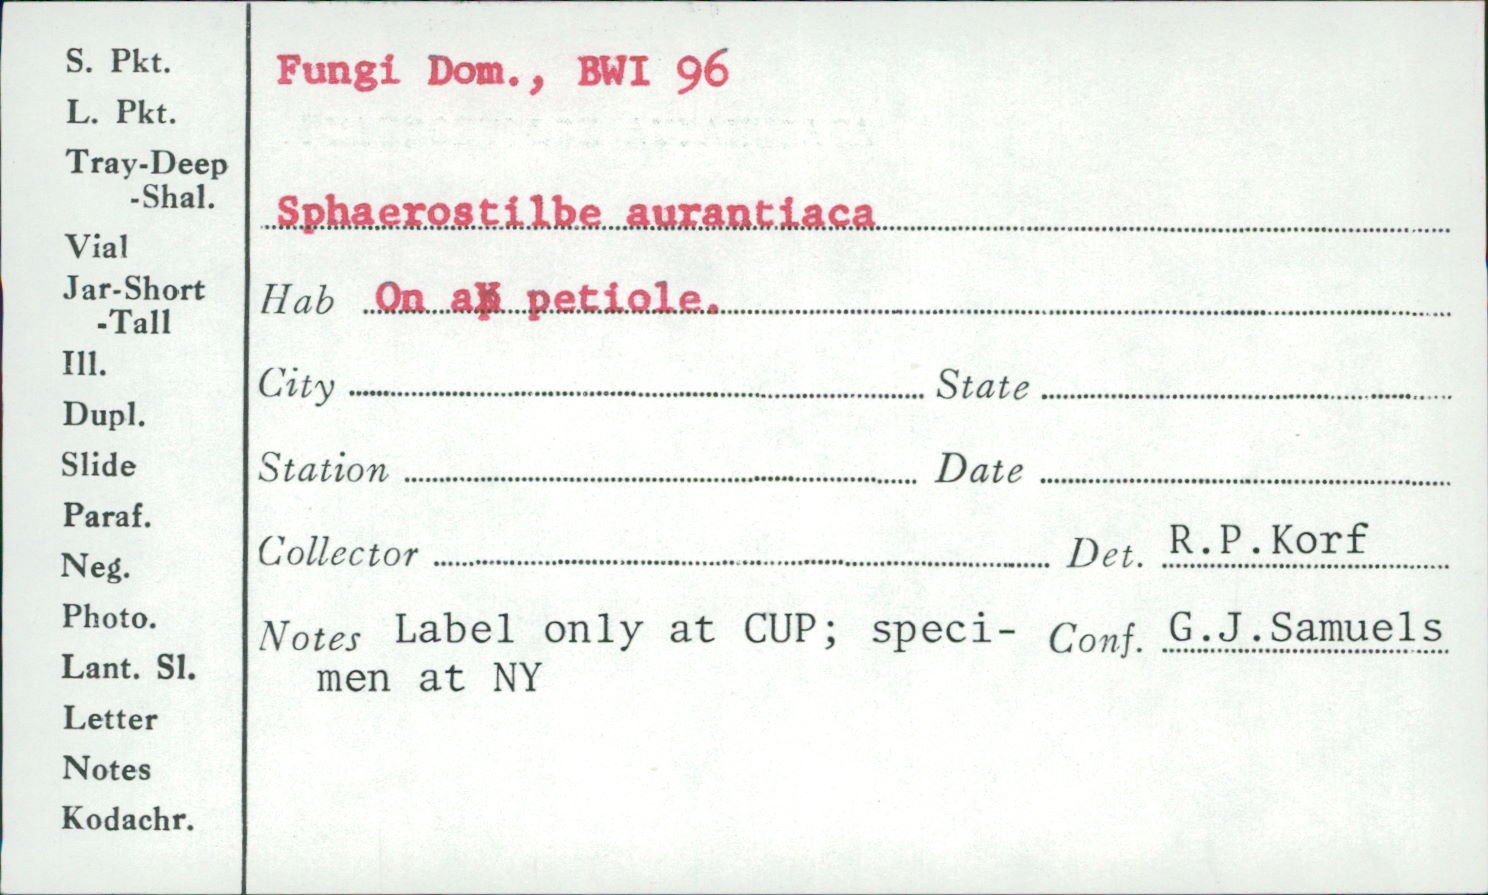 S. Pkt.
L. Pkt.
Tray-Deep
-Shal.
Vial
Jar-Short
-Tall
Ill.
Dupl.
Slide
Paraf.
Neg.
Photo.
Lant. Sl.
Letter
Notes
Kodachr.
Fungi Dom., BWI 96
Sphaerostilbe aurantiaca
Hab On a petiole.
City State
Station Date
Collector Det. R.P.Korf
Notes Label only at CUP; speci- Conf. G.J.Samuels
men at NY